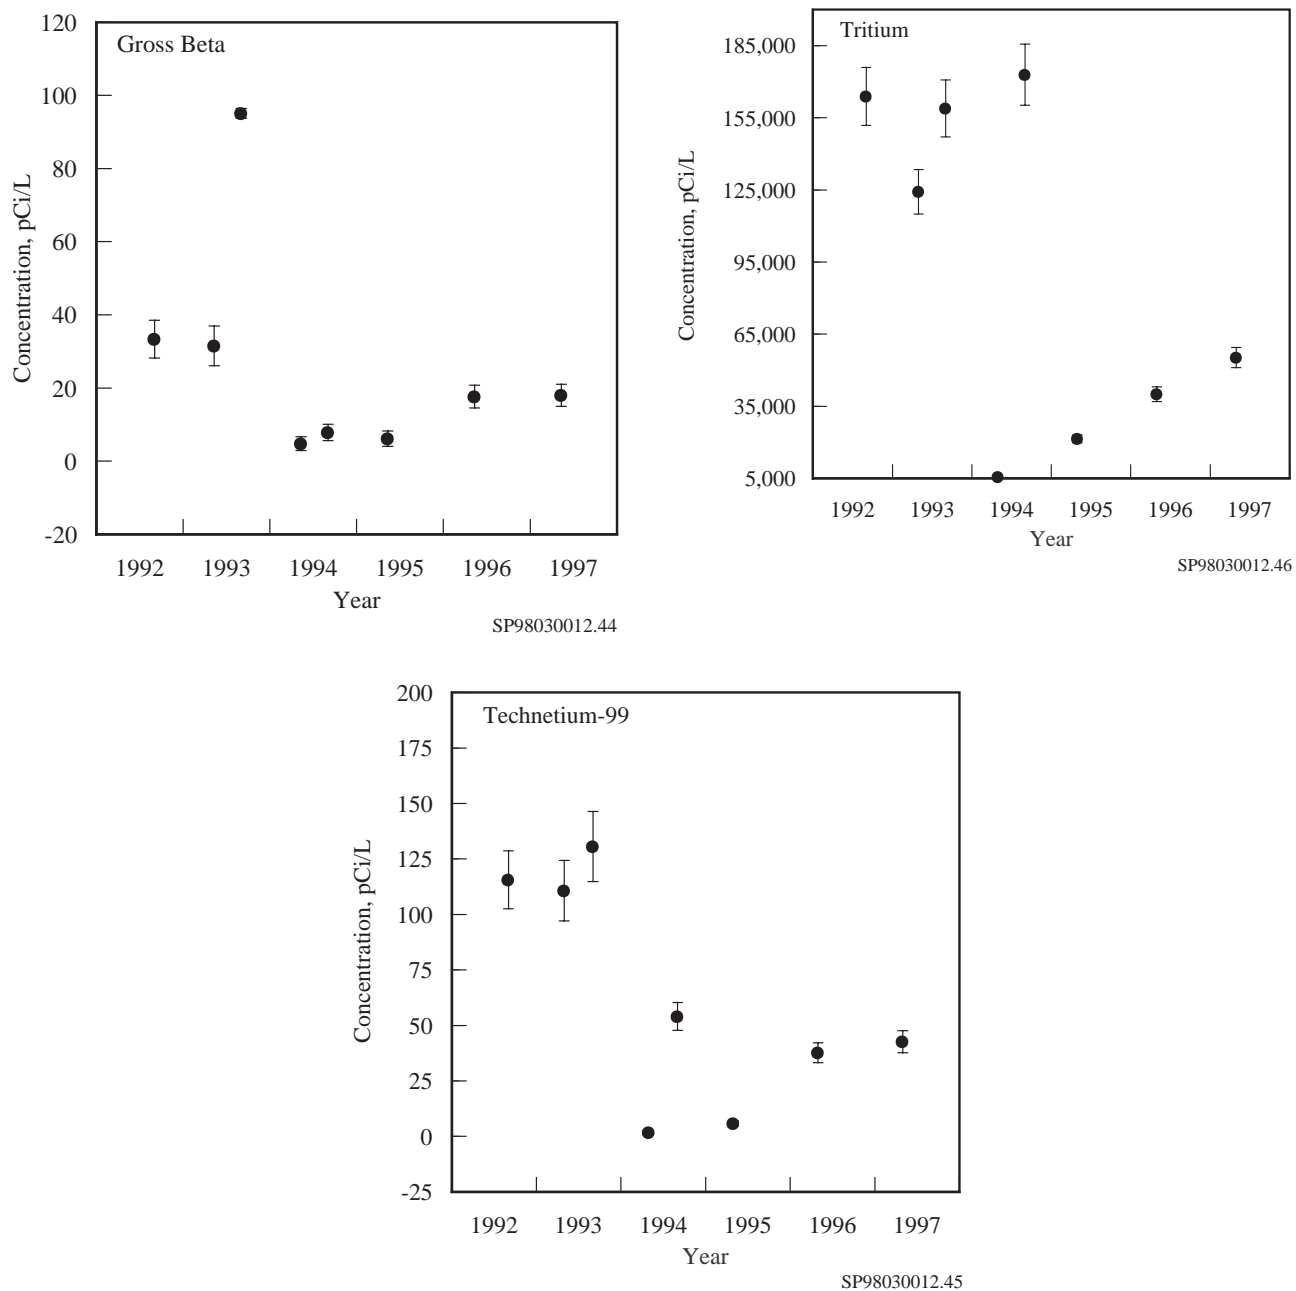 Gross Beta
Concentration, pCi/L
120
100
80
60
40
20
0
-20
1992 1993 1994 1995 1996 1997
Year
SP98030012.44
Tritium
Concentration, pCi/L
185,000
155,000
125,000
95,000
65,000
35,000
5,000
1992 1993 1994 1995 1996 1997
Year
SP98030012.46
Technetium-99
Concentration, pCi/L
200
175
150
125
100
75
50
25
0
-25
1992 1993 1994 1995 1996 1997
Year
SP98030012.45